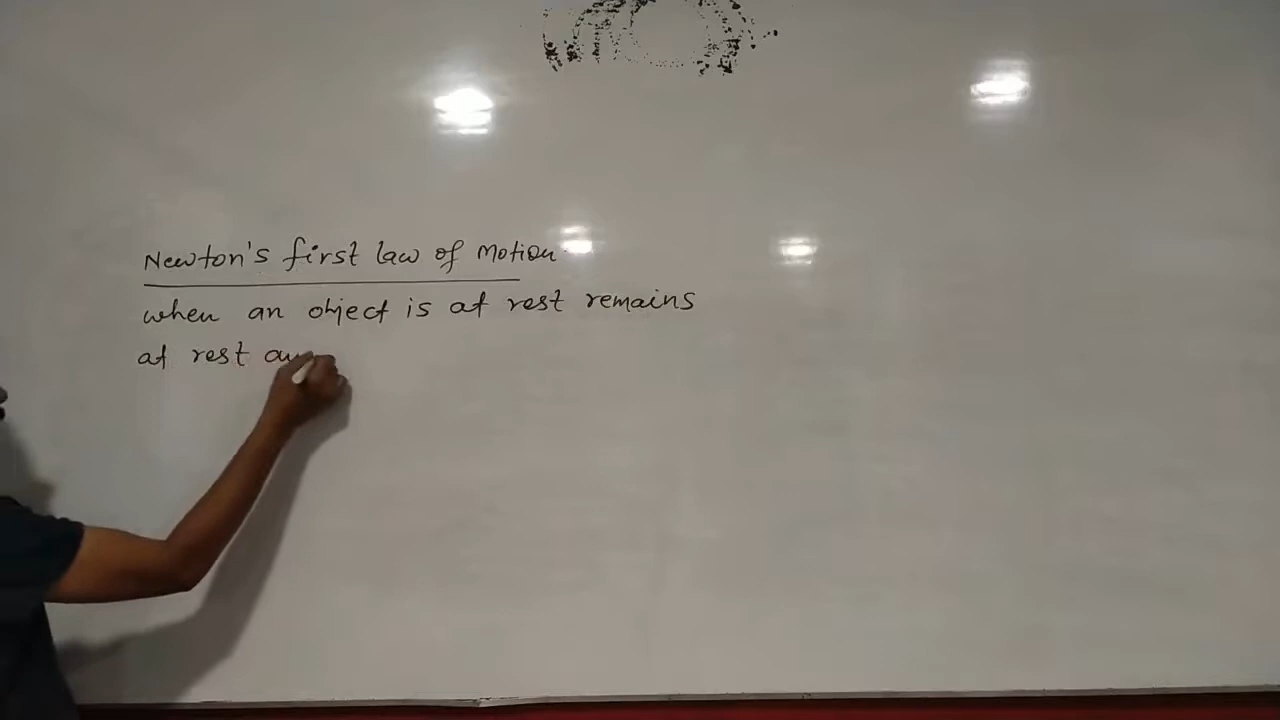 Newton's first law of Motion
when an object is at rest remains
at rest